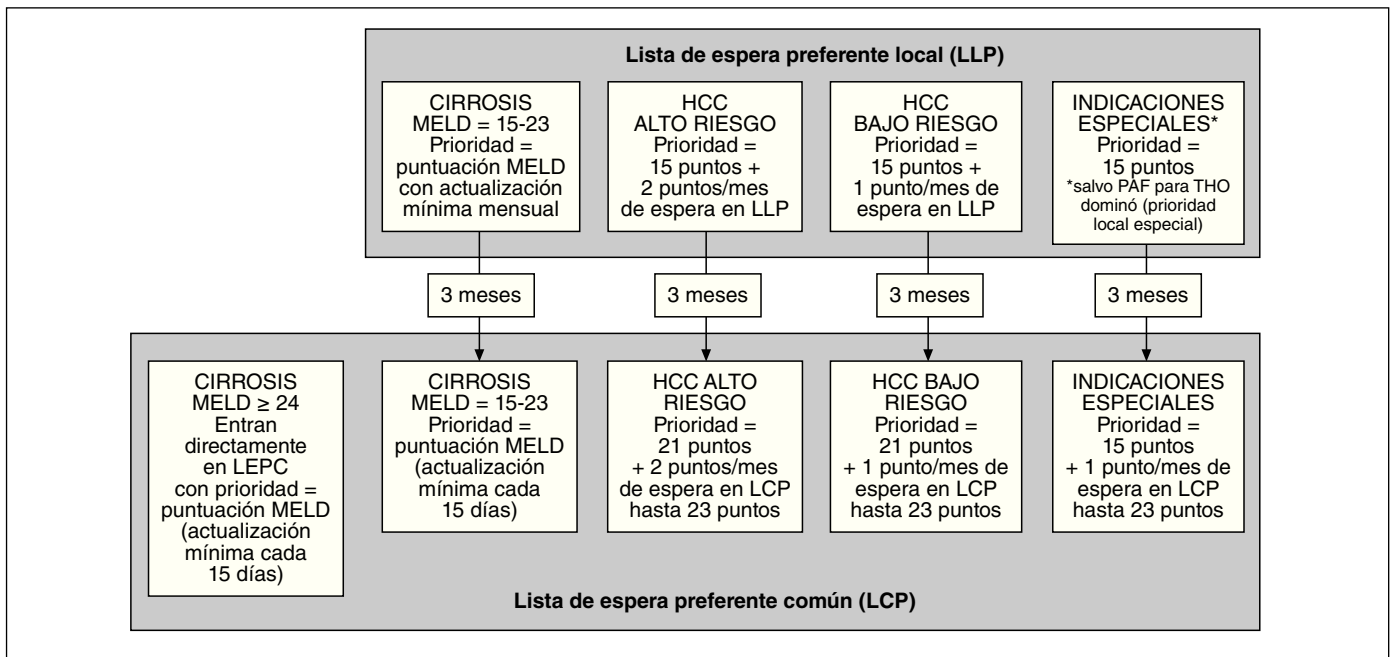 Lista de espera preferente local (LLP)
CIRROSIS
MELD = 15-23
Prioridad =
puntuación MELD
con actualización
mínima mensual
HCC
ALTO RIESGO
Prioridad =
15 puntos +
2 puntos/mes
de espera en LLP
HCC
BAJO RIESGO
Prioridad =
15 puntos +
1 punto/mes de
espera en LLP
INDICACIONES
ESPECIALES*
Prioridad =
15 puntos
*salvo PAF para THO
dominó (prioridad
local especial)
3 meses
3 meses
3 meses
3 meses
CIRROSIS
MELD ≥ 24
Entran
directamente
en LEPC
con prioridad =
puntuación MELD
(actualización
mínima cada
15 días)
CIRROSIS
MELD = 15-23
Prioridad =
puntuación MELD
(actualización
mínima cada
15 días)
HCC ALTO
RIESGO
Prioridad =
21 puntos
+ 2 puntos/mes
de espera en LCP
hasta 23 puntos
HCC BAJO
RIESGO
Prioridad =
21 puntos
+ 1 punto/mes de
espera en LCP
hasta 23 puntos
INDICACIONES
ESPECIALES
Prioridad =
15 puntos
+ 1 punto/mes de
espera en LCP
hasta 23 puntos
Lista de espera preferente común (LCP)